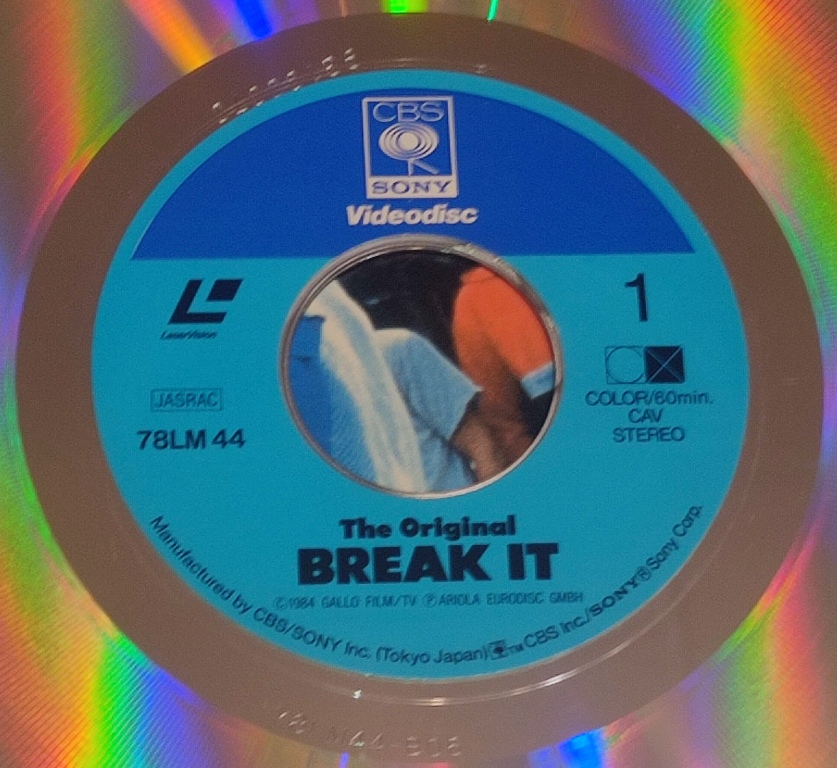 CBS
SONY
Videodisc
LaserVision
1
JASRAC
78LM 44
COLOR/60min.
CAV
STEREO
The Original
BREAK IT
©1984 GALLO FILM/TV ℗ARIOLA EURODISC GMBH
Manufactured by CBS/SONY Inc. (Tokyo Japan) TM CBS Inc./SONY® Sony Corp.